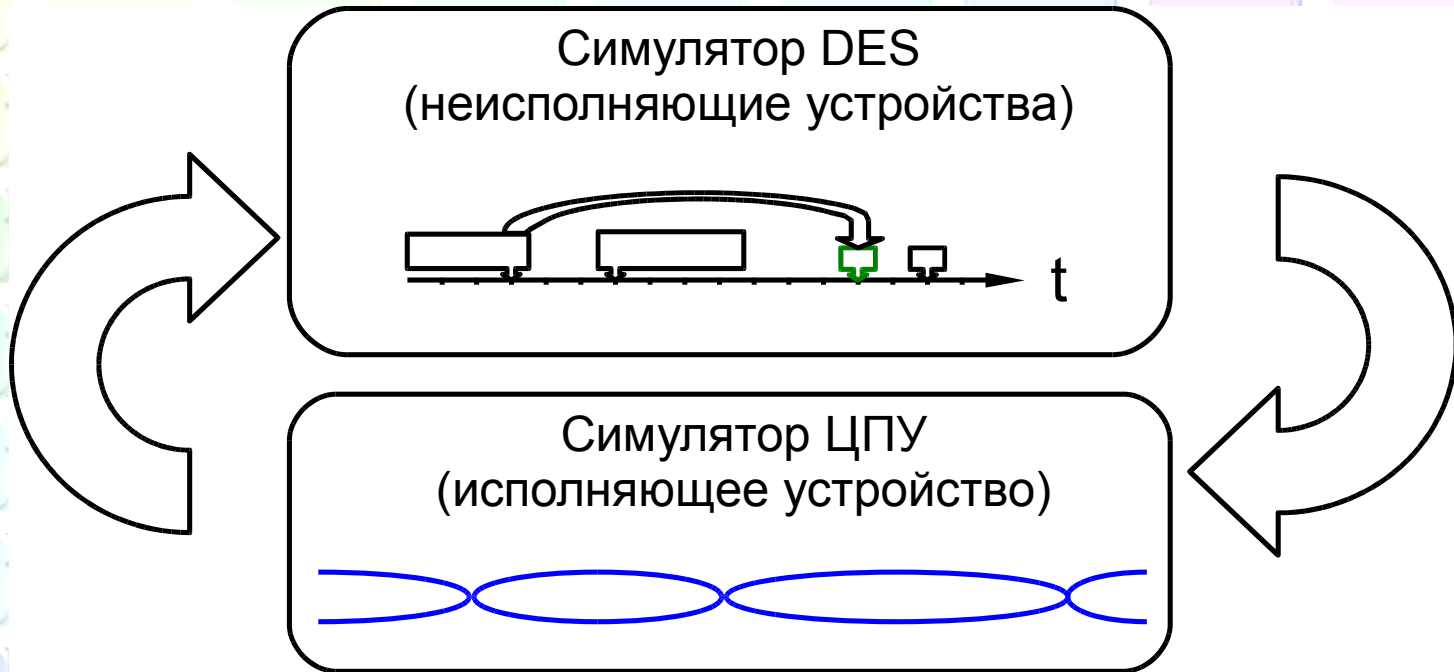 Симулятор DES
(неисполняющие устройства)
t
Симулятор ЦПУ
(исполняющее устройство)